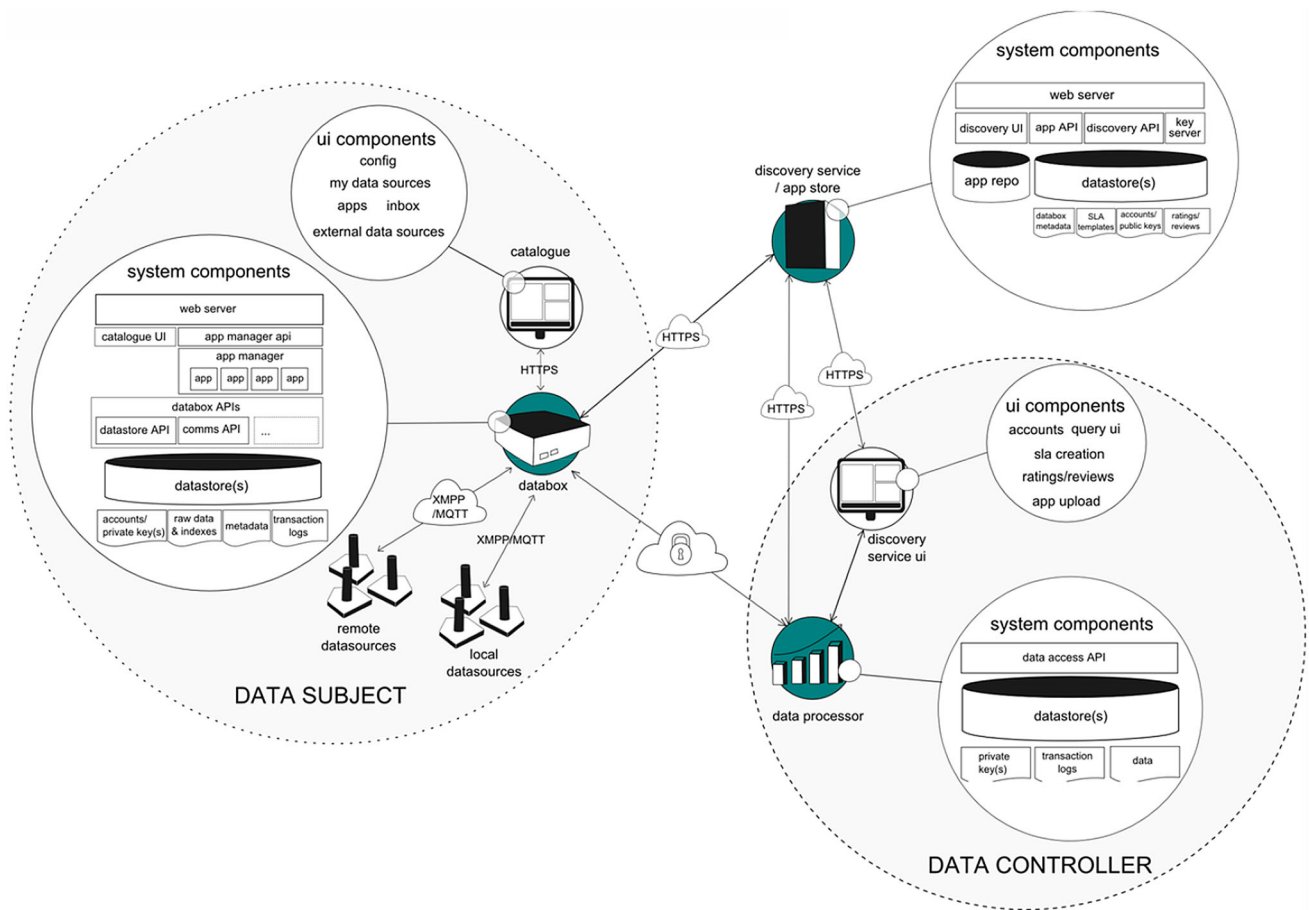 system components
web server
discovery UI
app API
discovery API
key
server
app repo
datastore(s)
databox
metadata
SLA
templates
accounts/
public keys
ratings/
reviews
discovery service
/ app store
ui components
config
my data sources
apps
inbox
external data sources
catalogue
system components
web server
catalogue UI
app manager api
app manager
app
app
app
app
databox APIs
datastore API
comms API
...
datastore(s)
accounts/
private key(s)
raw data
& indexes
metadata
transaction
logs
HTTPS
databox
XMPP
/MQTT
XMPP/MQTT
remote
datasources
local
datasources
DATA SUBJECT
HTTPS
HTTPS
HTTPS
ui components
accounts query ui
sla creation
ratings/reviews
app upload
discovery
service ui
data processor
system components
data access API
datastore(s)
private
key(s)
transaction
logs
data
DATA CONTROLLER